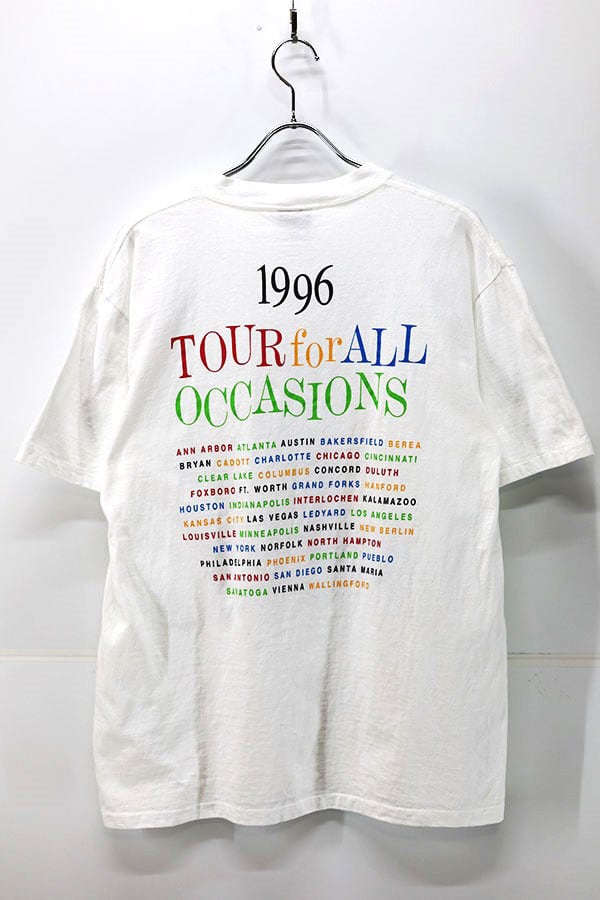 1996
TOUR for ALL
OCCASIONS
ANN ARBOR ATLANTA AUSTIN BAKERSFIELD BEREA
BRYAN CADOTT CHARLOTTE CHICAGO CINCINNATI
CLEAR LAKE COLUMBUS CONCORD DULUTH
FOXBORO FT. WORTH GRAND FORKS HANFORD
HOUSTON INDIANAPOLIS INTERLOCHEN KALAMAZOO
KANSAS CITY LAS VEGAS LEDYARD LOS ANGELES
LOUISVILLE MINNEAPOLIS NASHVILLE NEW BERLIN
NEW YORK NORFOLK NORTH HAMPTON
PHILADELPHIA PHOENIX PORTLAND PUEBLO
SAN ANTONIO SAN DIEGO SANTA MARIA
SARATOGA VIENNA WALLINGFORD